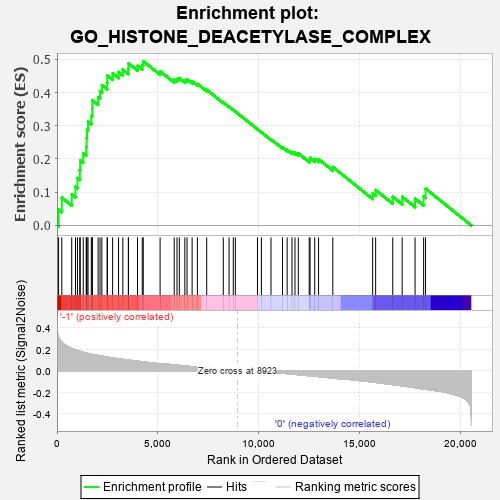 Enrichment plot:
GO_HISTONE_DEACETYLASE_COMPLEX
Enrichment score (ES)
0.5
0.4
0.3
0.2
0.1
0.0
'-1' (positively correlated)
Ranked list metric (Signal2Noise)
0.4
0.2
0.0
-0.2
-0.4
Zero cross at 8923
'0' (negatively correlated)
0
5,000
10,000
15,000
20,000
Rank in Ordered Dataset
Enrichment profile
Hits
Ranking metric scores